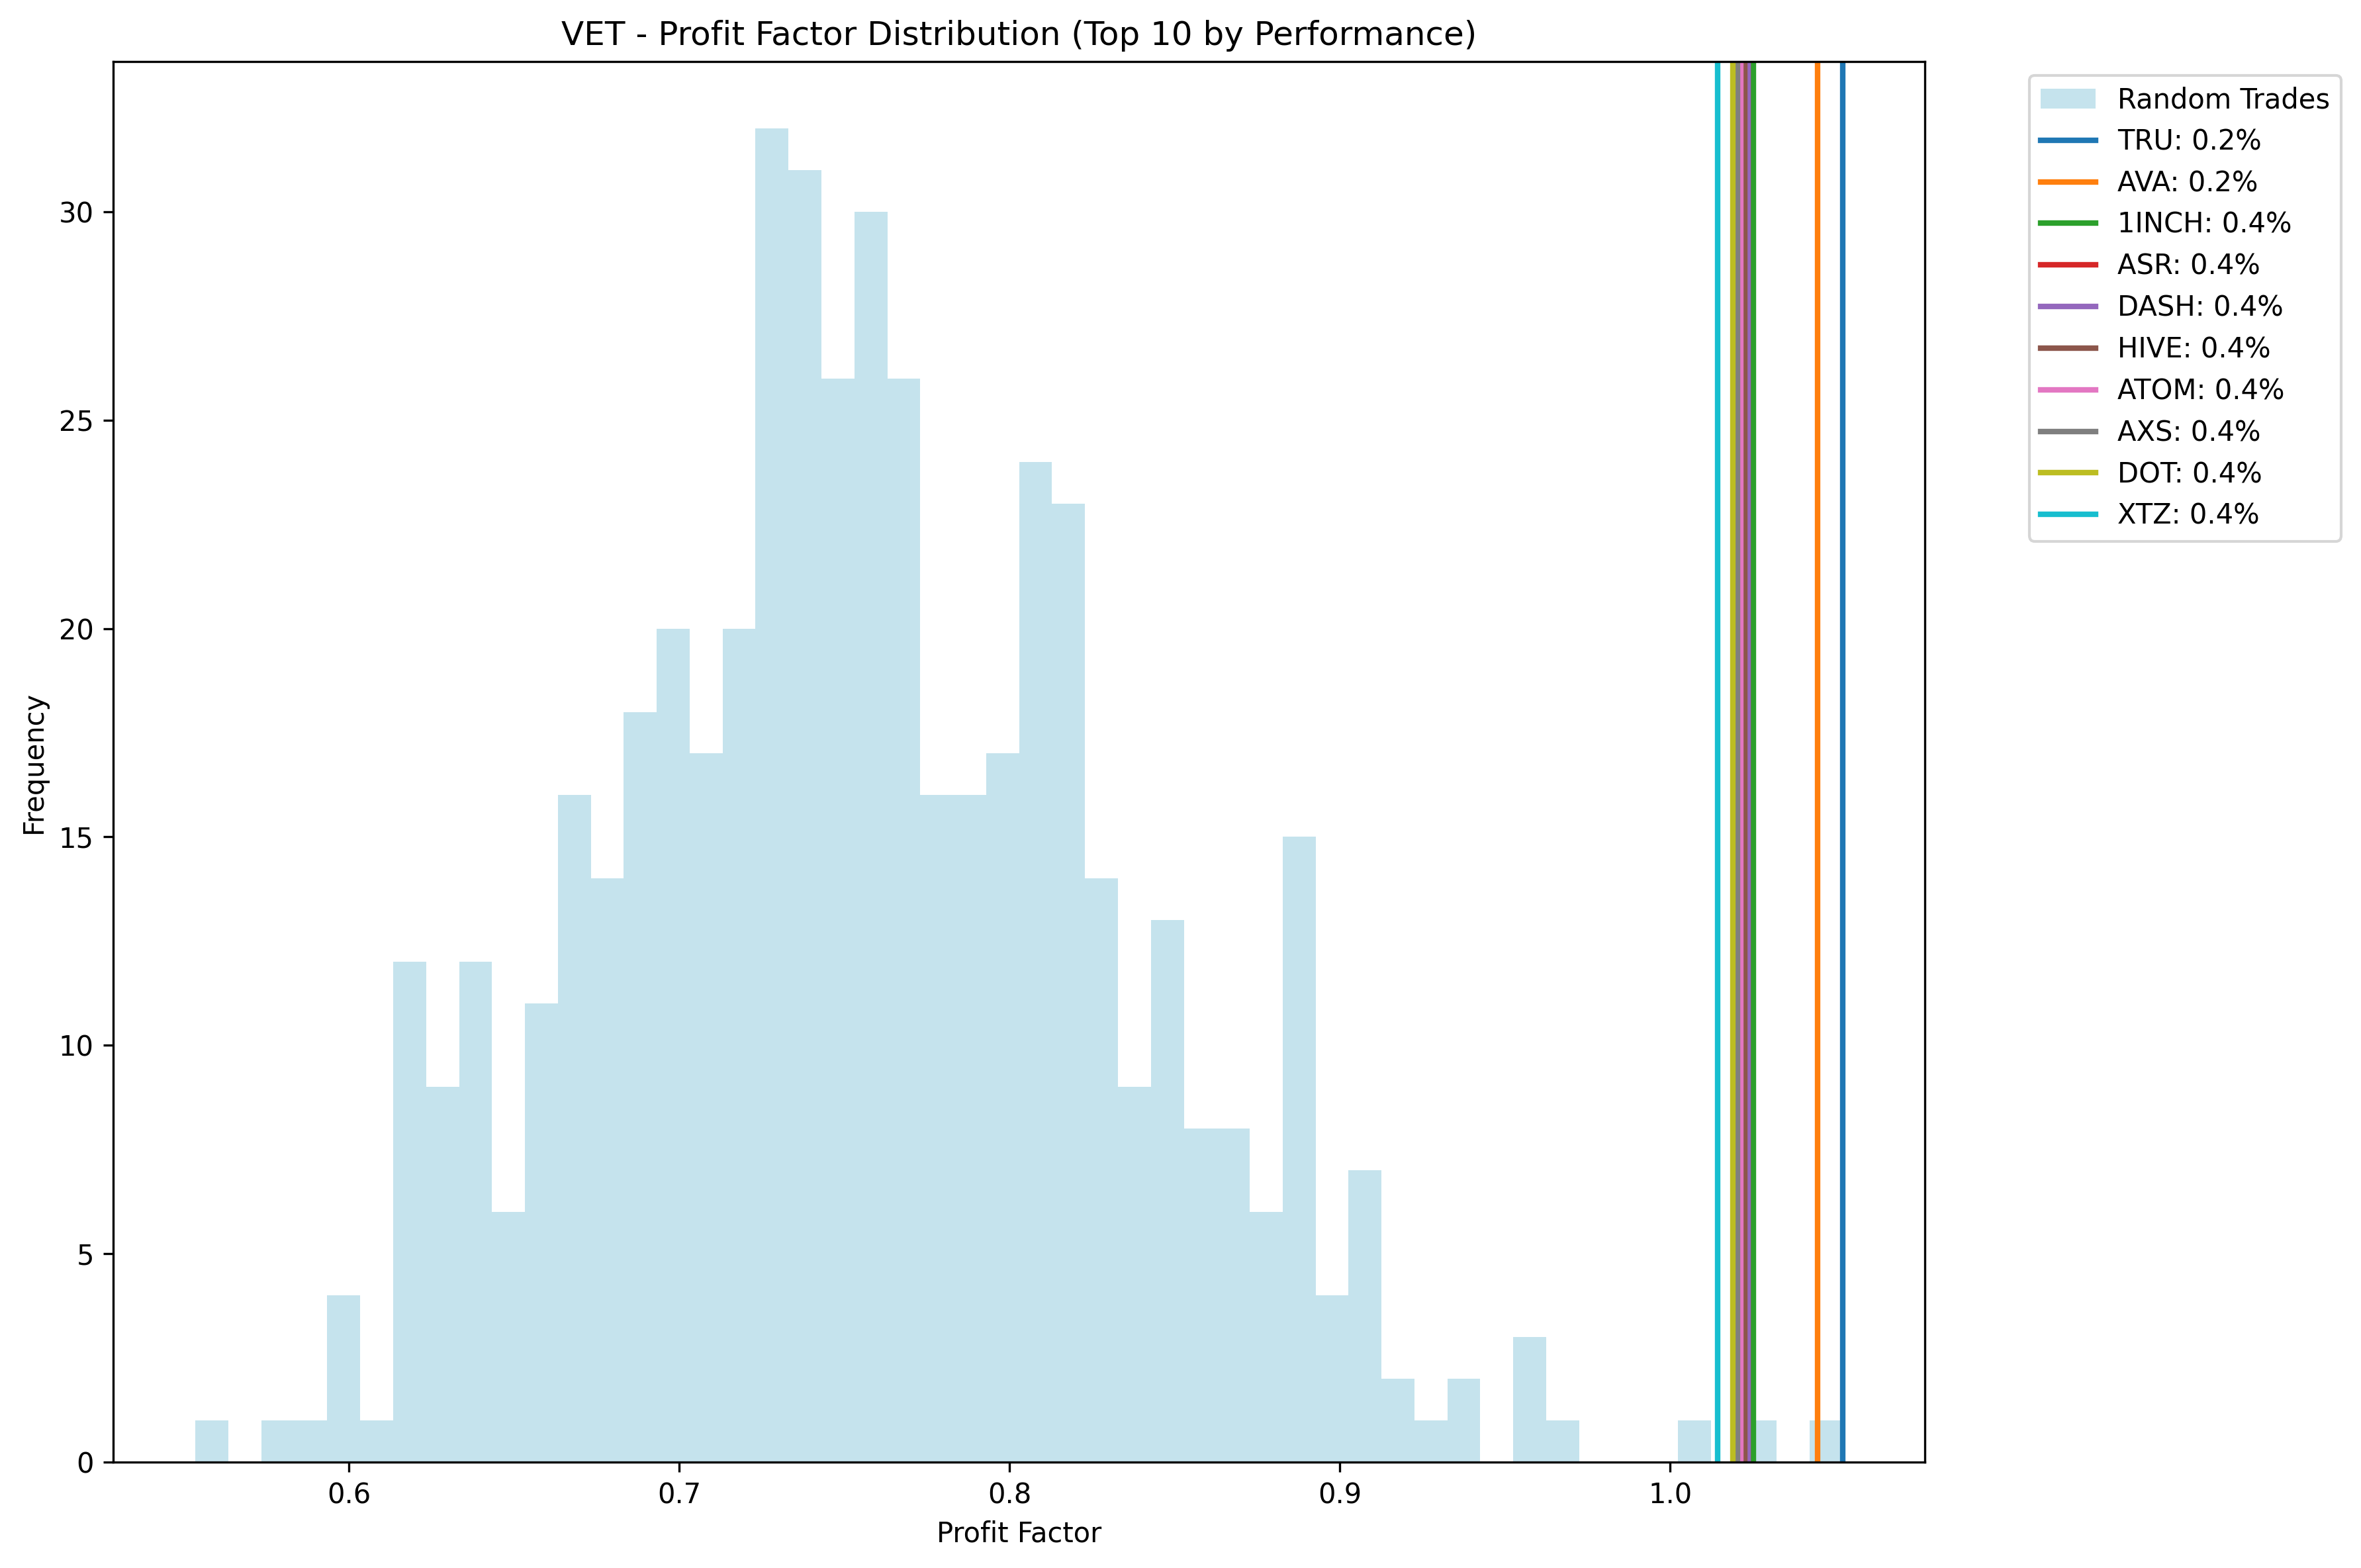 VET - Profit Factor Distribution (Top 10 by Performance)
Random Trades
TRU: 0.2%
AVA: 0.2%
1INCH: 0.4%
ASR: 0.4%
DASH: 0.4%
HIVE: 0.4%
ATOM: 0.4%
AXS: 0.4%
DOT: 0.4%
XTZ: 0.4%
Frequency
30
25
20
15
10
5
0
0.6
0.7
0.8
0.9
1.0
Profit Factor